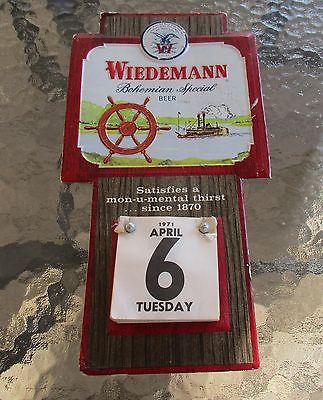 W
WIEDEMANN
Bohemian Special
BEER
Satisfies a
mon-u-mental thirst
... since 1870
1971
APRIL
6
TUESDAY